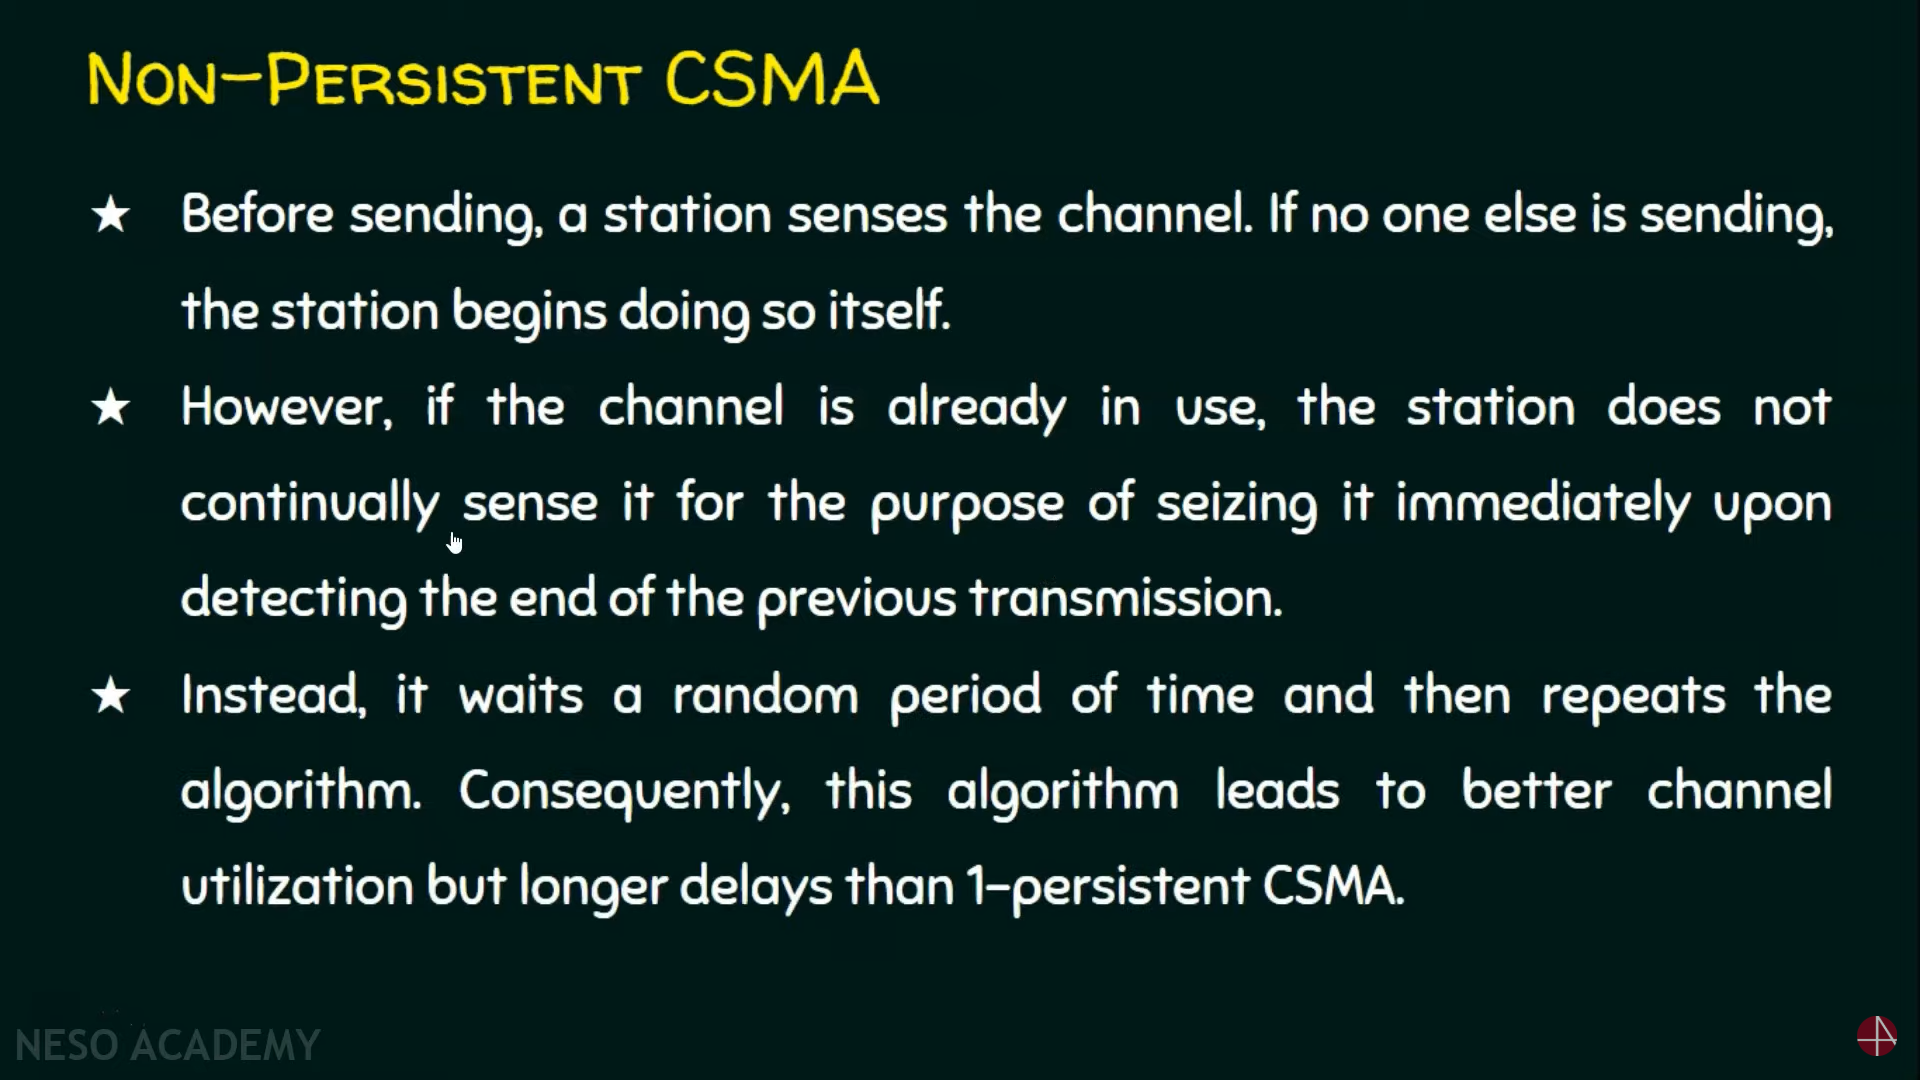 Non-Persistent CSMA
★ Before sending, a station senses the channel. If no one else is sending,
the station begins doing so itself.
★ However, if the channel is already in use, the station does not
continually sense it for the purpose of seizing it immediately upon
detecting the end of the previous transmission.
★ Instead, it waits a random period of time and then repeats the
algorithm. Consequently, this algorithm leads to better channel
utilization but longer delays than 1-persistent CSMA.
NESO ACADEMY